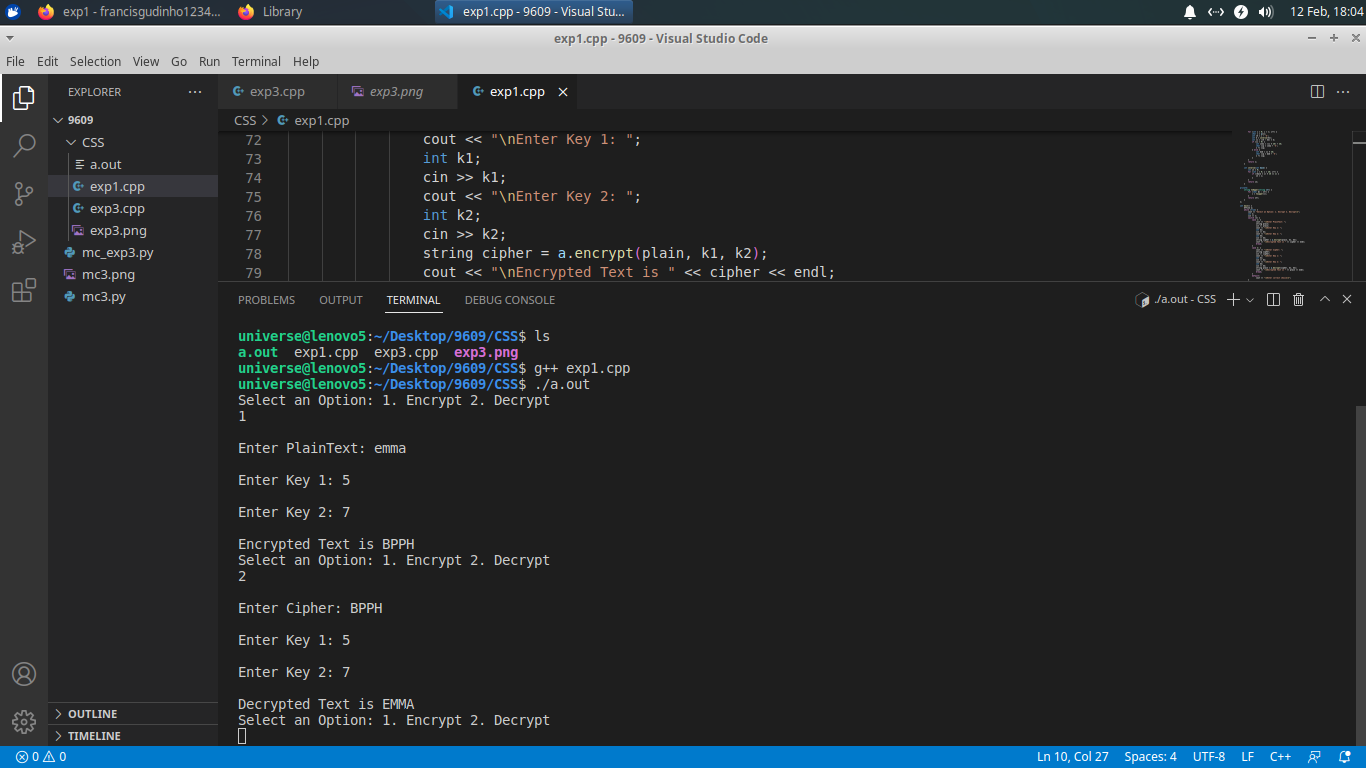 exp1 - francisgudinho1234...
Library
exp1.cpp - 9609 - Visual Stu...
12 Feb, 18:04
exp1.cpp - 9609 - Visual Studio Code
File Edit Selection View Go Run Terminal Help
EXPLORER
9609
CSS
a.out
exp1.cpp
exp3.cpp
exp3.png
mc_exp3.py
mc3.png
mc3.py
OUTLINE
TIMELINE
exp3.cpp exp3.png exp1.cpp
CSS > exp1.cpp
72 cout << "\nEnter Key 1: ";
73 int k1;
74 cin >> k1;
75 cout << "\nEnter Key 2: ";
76 int k2;
77 cin >> k2;
78 string cipher = a.encrypt(plain, k1, k2);
79 cout << "\nEncrypted Text is " << cipher << endl;
PROBLEMS OUTPUT TERMINAL DEBUG CONSOLE
./a.out - CSS
universe@lenovo5:~/Desktop/9609/CSS$ ls
a.out exp1.cpp exp3.cpp exp3.png
universe@lenovo5:~/Desktop/9609/CSS$ g++ exp1.cpp
universe@lenovo5:~/Desktop/9609/CSS$ ./a.out
Select an Option: 1. Encrypt 2. Decrypt
1
Enter PlainText: emma
Enter Key 1: 5
Enter Key 2: 7
Encrypted Text is BPPH
Select an Option: 1. Encrypt 2. Decrypt
2
Enter Cipher: BPPH
Enter Key 1: 5
Enter Key 2: 7
Decrypted Text is EMMA
Select an Option: 1. Encrypt 2. Decrypt
0 0
Ln 10, Col 27 Spaces: 4 UTF-8 LF C++